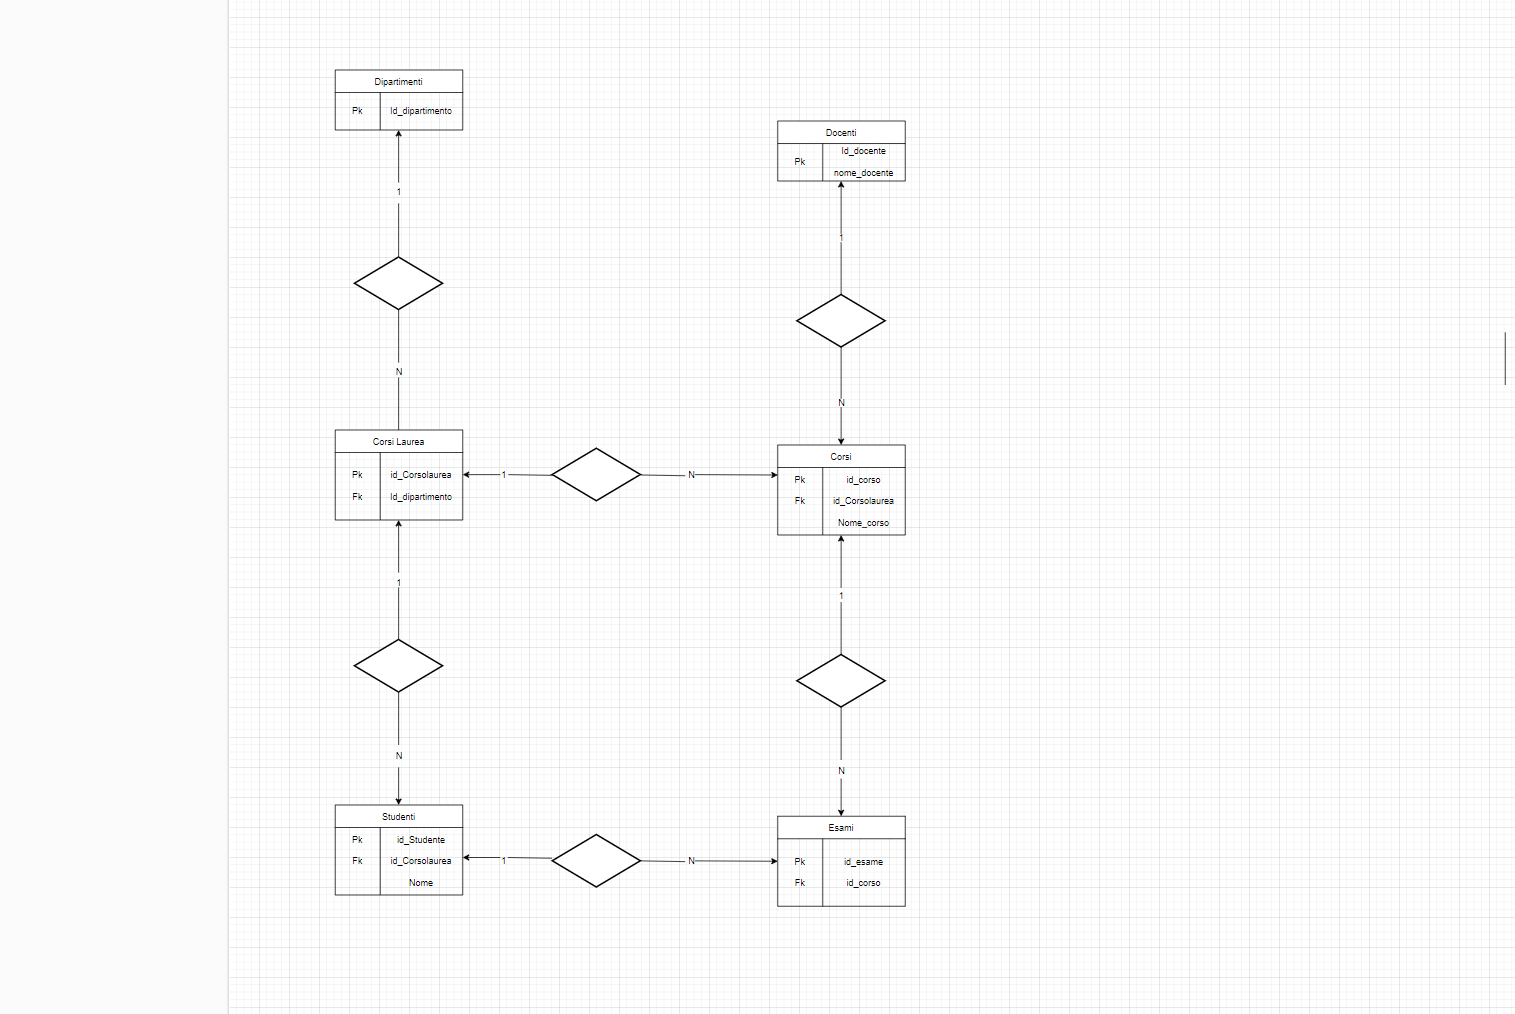 Dipartimenti
Pk Id_dipartimento
1
N
Docenti
Id_docente
Pk
nome_docente
1
N
Corsi Laurea
Pk id_Corsolaurea
Fk Id_dipartimento
1
N
Corsi
Pk id_corso
Fk id_Corsolaurea
Nome_corso
1
N
1
N
Studenti
Pk id_Studente
Fk id_Corsolaurea
Nome
1
N
Esami
Pk id_esame
Fk id_corso